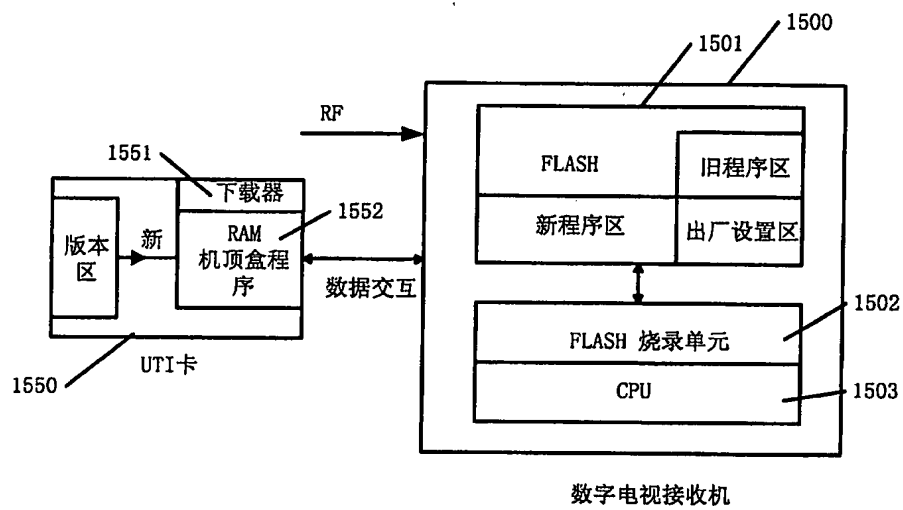 1500
1501
RF
FLASH
旧程序区
新程序区
出厂设置区
1551
下载器
1552
版本
区
新
RAM
机顶盒程
序
数据交互
1502
FLASH 烧录单元
CPU
1503
1550
UTI卡
数字电视接收机